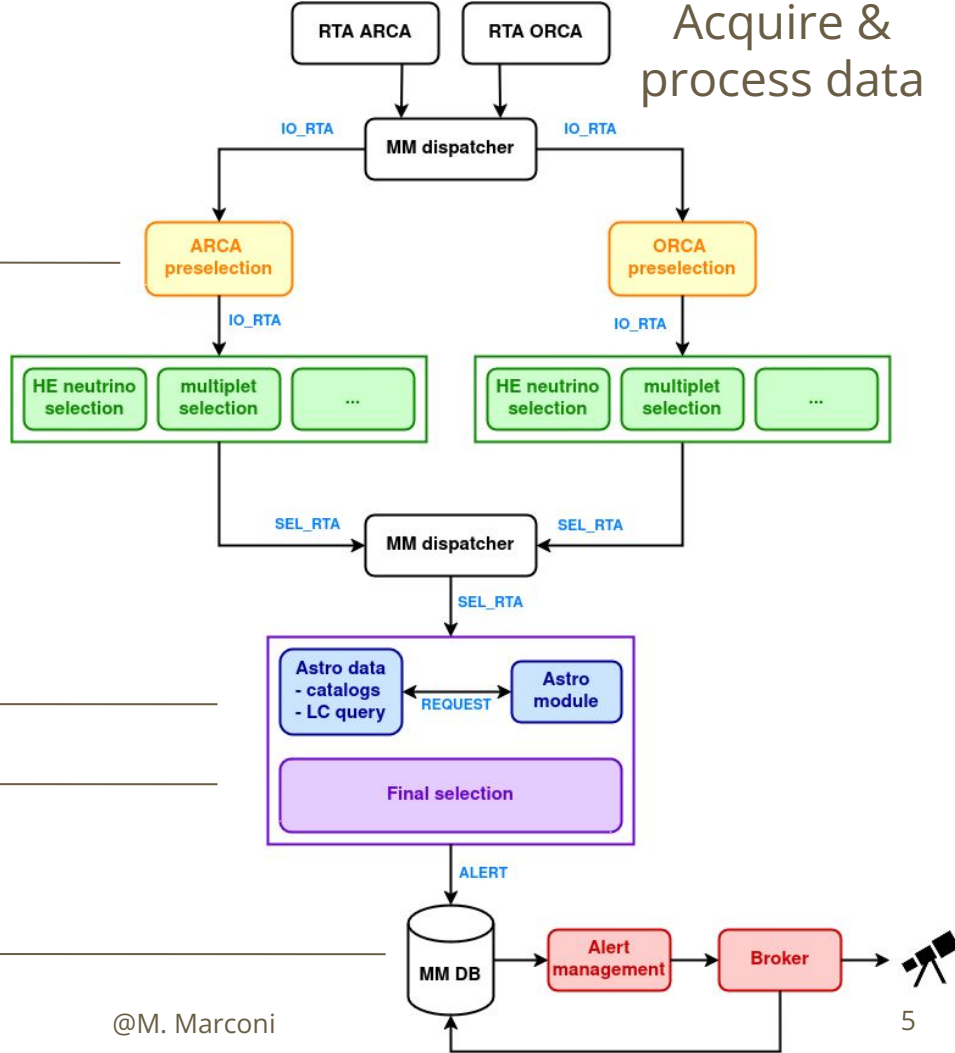 Acquire &
process data
RTA ARCA
RTA ORCA
MM dispatcher
IO_RTA
IO_RTA
ARCA
preselection
ORCA
preselection
IO_RTA
IO_RTA
HE neutrino
selection
multiplet
selection
...
HE neutrino
selection
multiplet
selection
...
SEL_RTA
MM dispatcher
SEL_RTA
SEL_RTA
Astro data
- catalogs
- LC query
REQUEST
Astro
module
Final selection
ALERT
MM DB
Alert
management
Broker
@M. Marconi
5